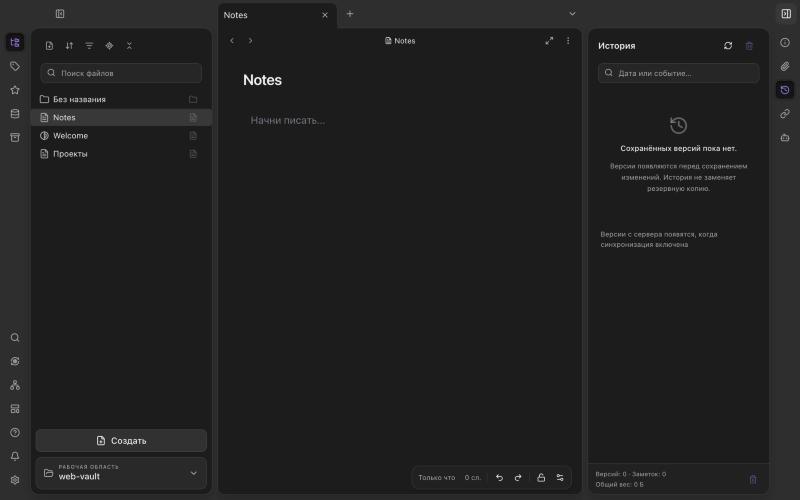 Notes
Поиск файлов
Без названия
Notes
Welcome
Проекты
Создать
РАБОЧАЯ ОБЛАСТЬ
web-vault
Notes
Notes
Начни писать...
Только что 0 сл.
История
Дата или событие...
Сохранённых версий пока нет.
Версии появляются перед сохранением
изменений. История не заменяет
резервную копию.
Версии с сервера появятся, когда
синхронизация включена
Версий: 0 · Заметок: 0
Общий вес: 0 Б